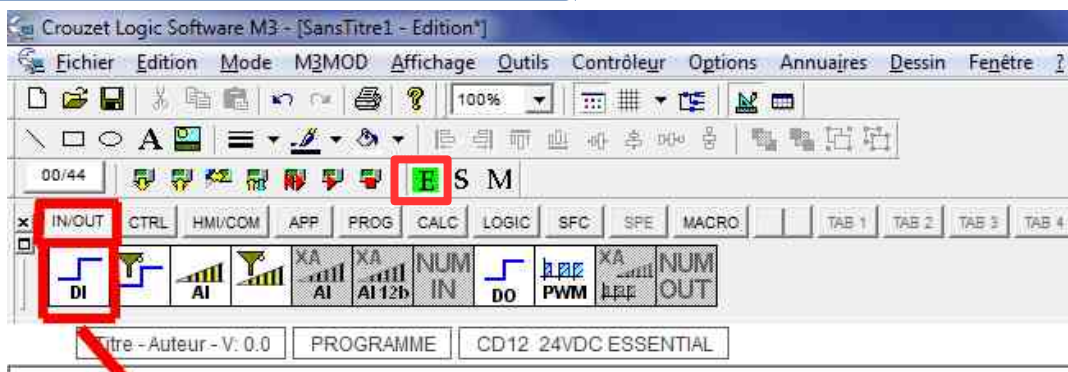 Crouzet Logic Software M3 - [SansTitre1 - Edition*]
Fichier Edition Mode M3MOD Affichage Outils Contrôleur Options Annuaires Dessin Fenêtre ?
100%
A
00/44 E S M
IN/OUT CTRL HMI/COM APP PROG CALC LOGIC SFC SPE MACRO TAB 1 TAB 2 TAB 3 TAB 4
XA XA NUM XA NUM
DI AI AI AI 12b IN DO PWM OUT
Titre - Auteur - V: 0.0 PROGRAMME CD12 24VDC ESSENTIAL